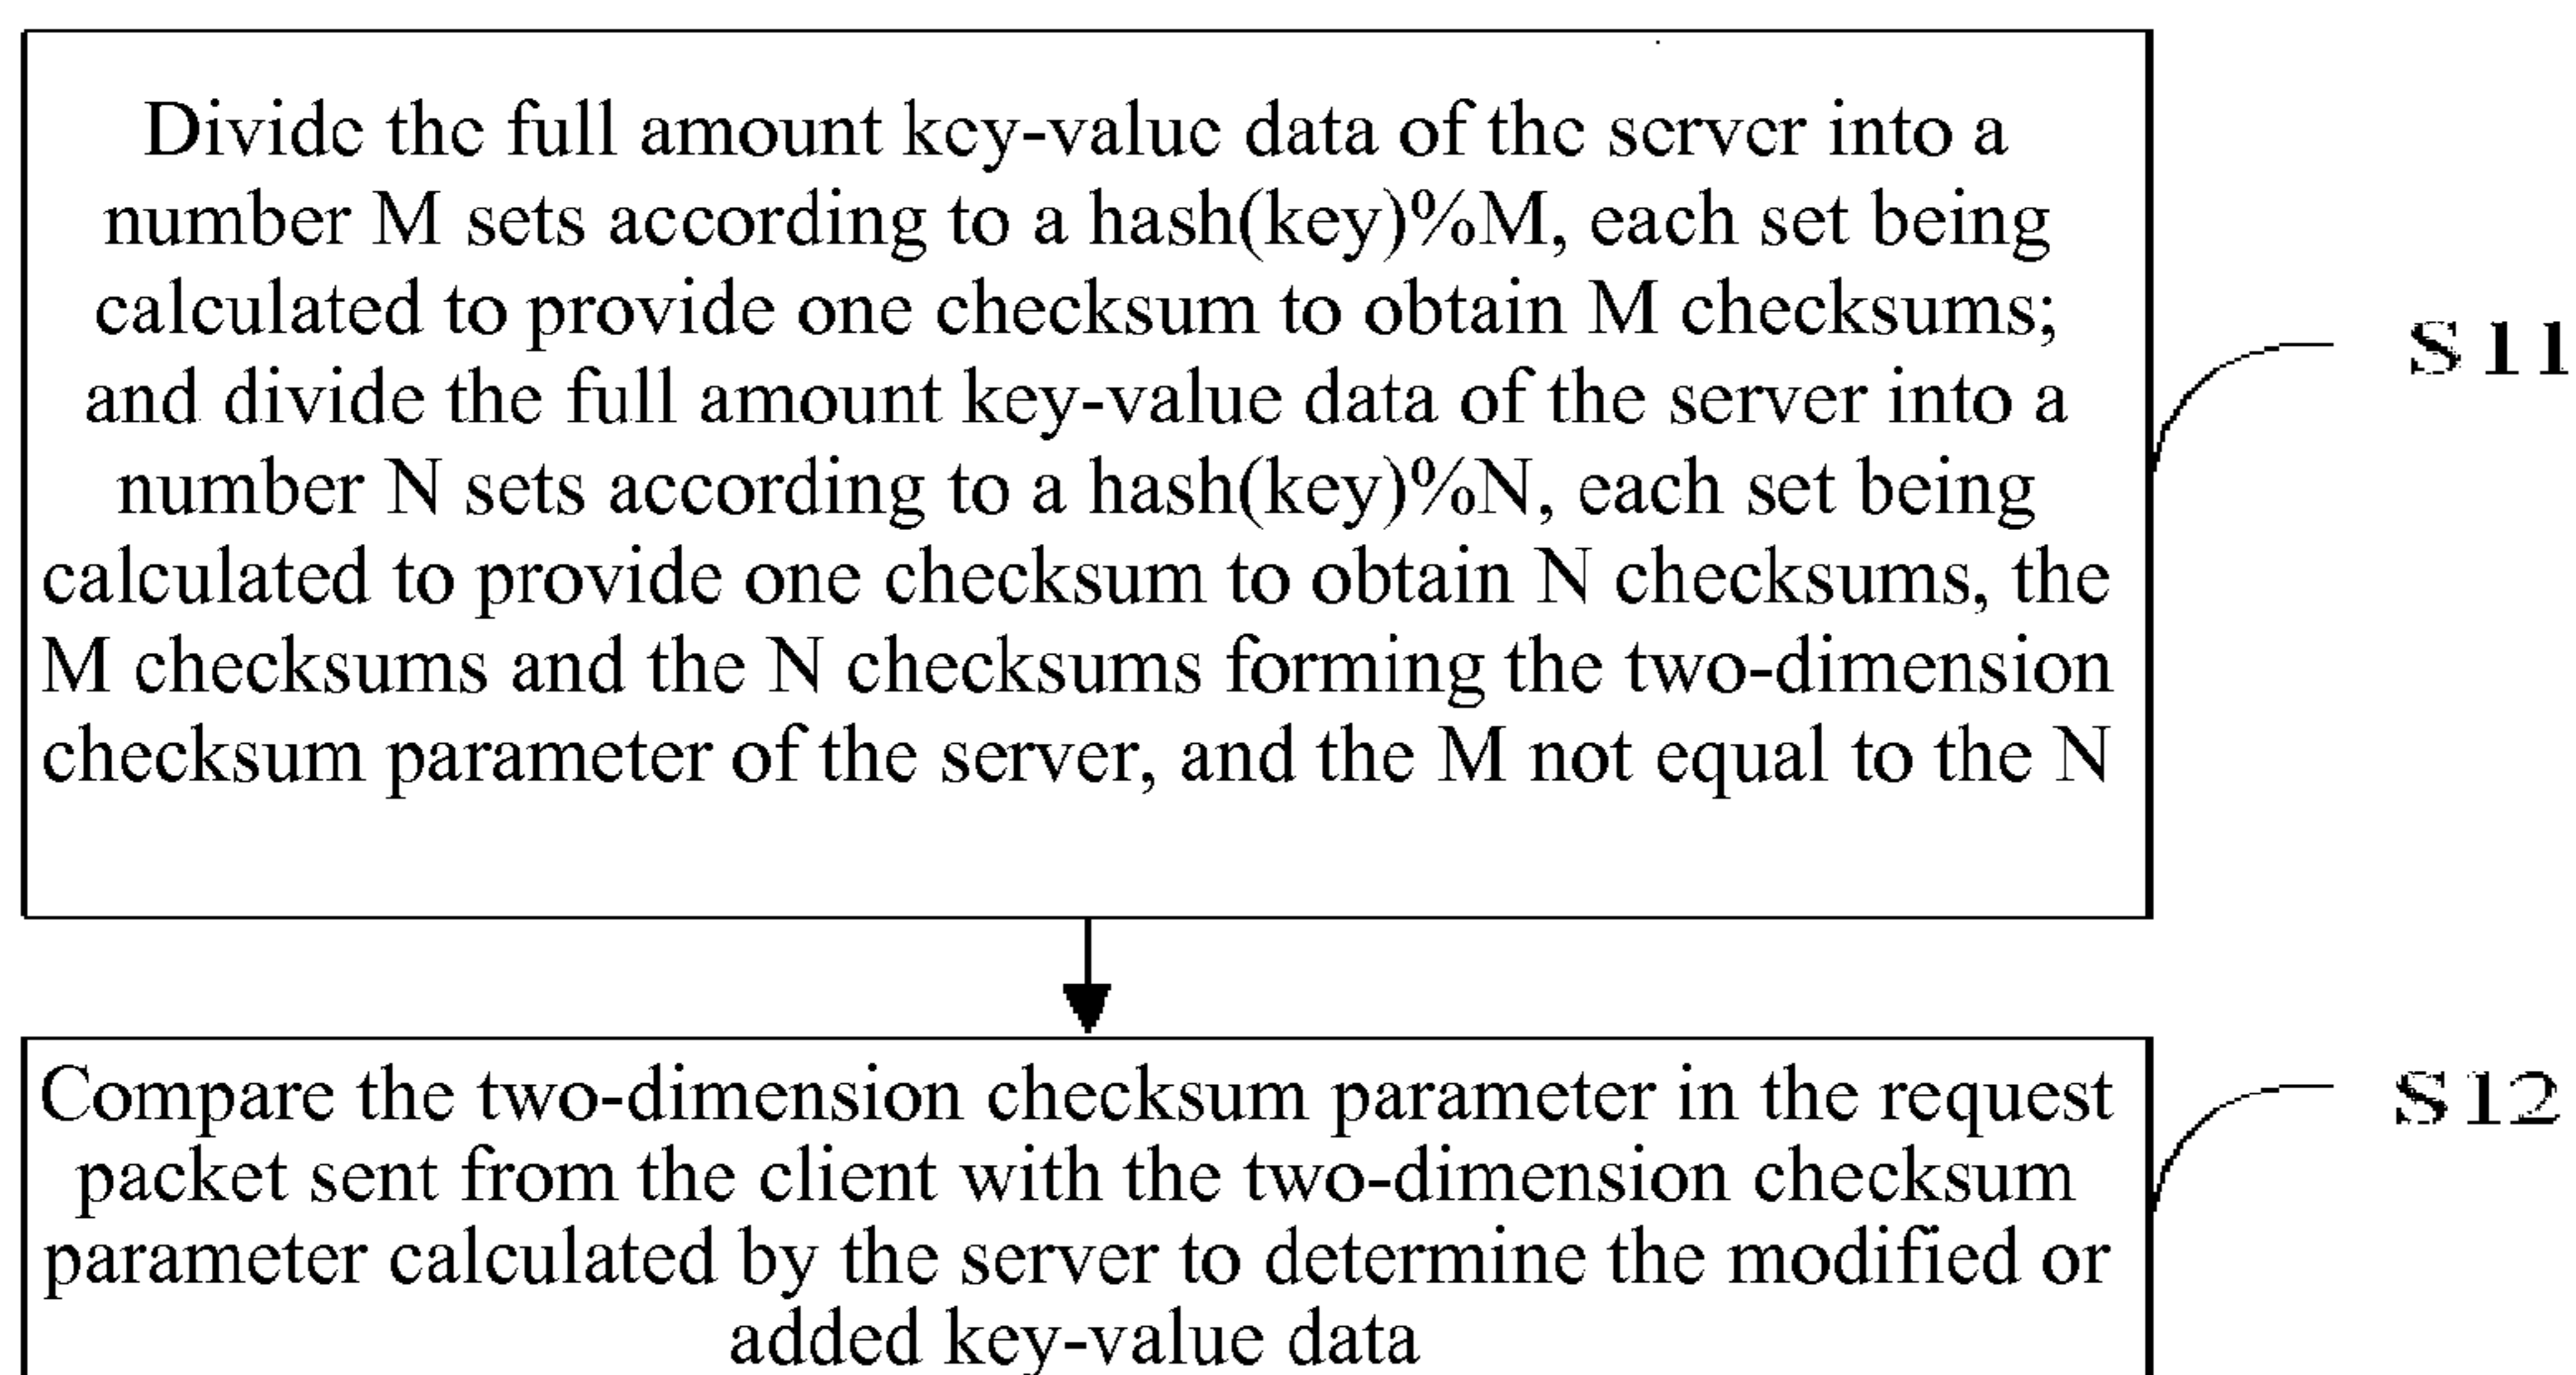 Divide the full amount key-value data of the server into a
number M sets according to a hash(key)%M, each set being
calculated to provide one checksum to obtain M checksums;
and divide the full amount key-value data of the server into a
number N sets according to a hash(key)%N, each set being
calculated to provide one checksum to obtain N checksums, the
M checksums and the N checksums forming the two-dimension
checksum parameter of the server, and the M not equal to the N
S11
Compare the two-dimension checksum parameter in the request
packet sent from the client with the two-dimension checksum
parameter calculated by the server to determine the modified or
added key-value data
S12